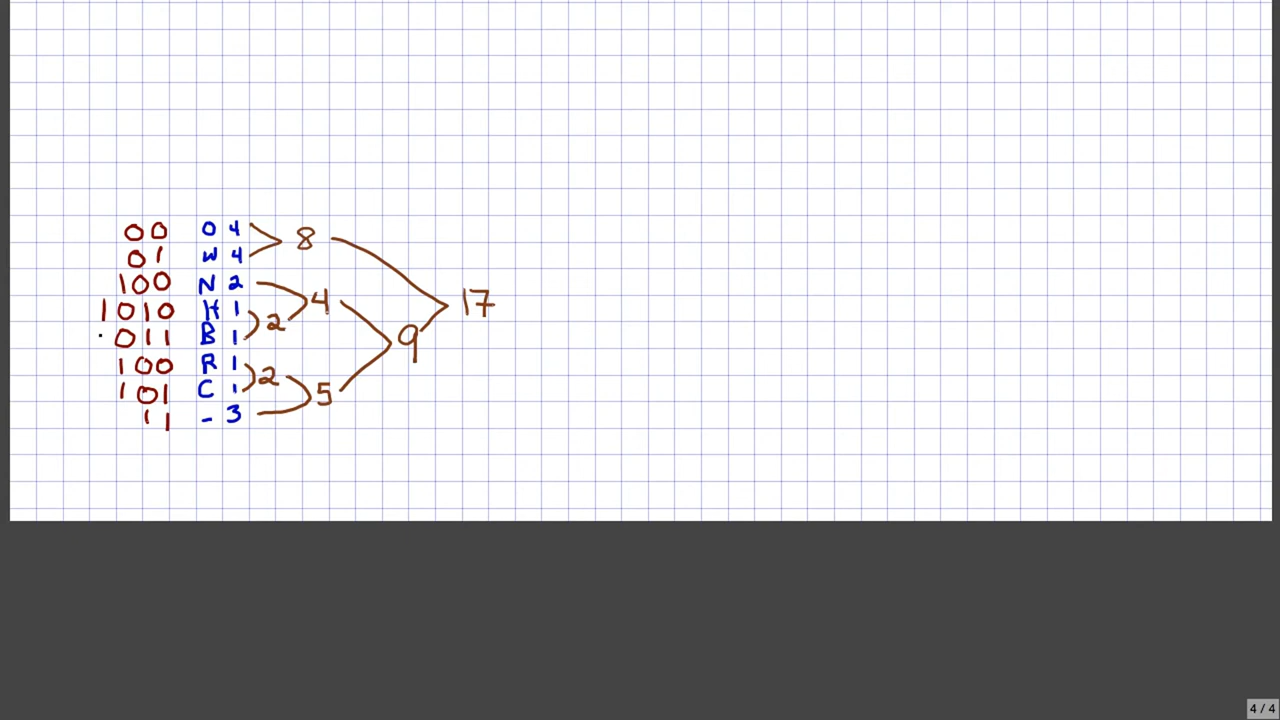 00 O 4 8
01 W 4
100 N 2 4 17
1010 H 1 2
011 B 1 9
100 R 1 2
101 C 1 5
11 - 3
4 / 4